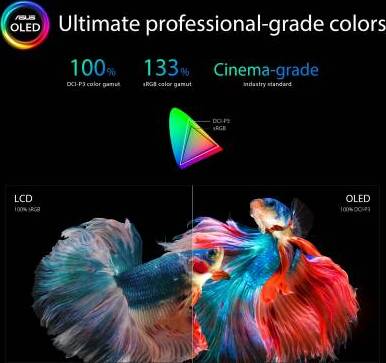 ASUS
OLED
Ultimate professional-grade colors
100%
DCI-P3 color gamut
133%
sRGB color gamut
Cinema-grade
industry standard
DCI-P3
sRGB
LCD
100% sRGB
OLED
100% DCI-P3